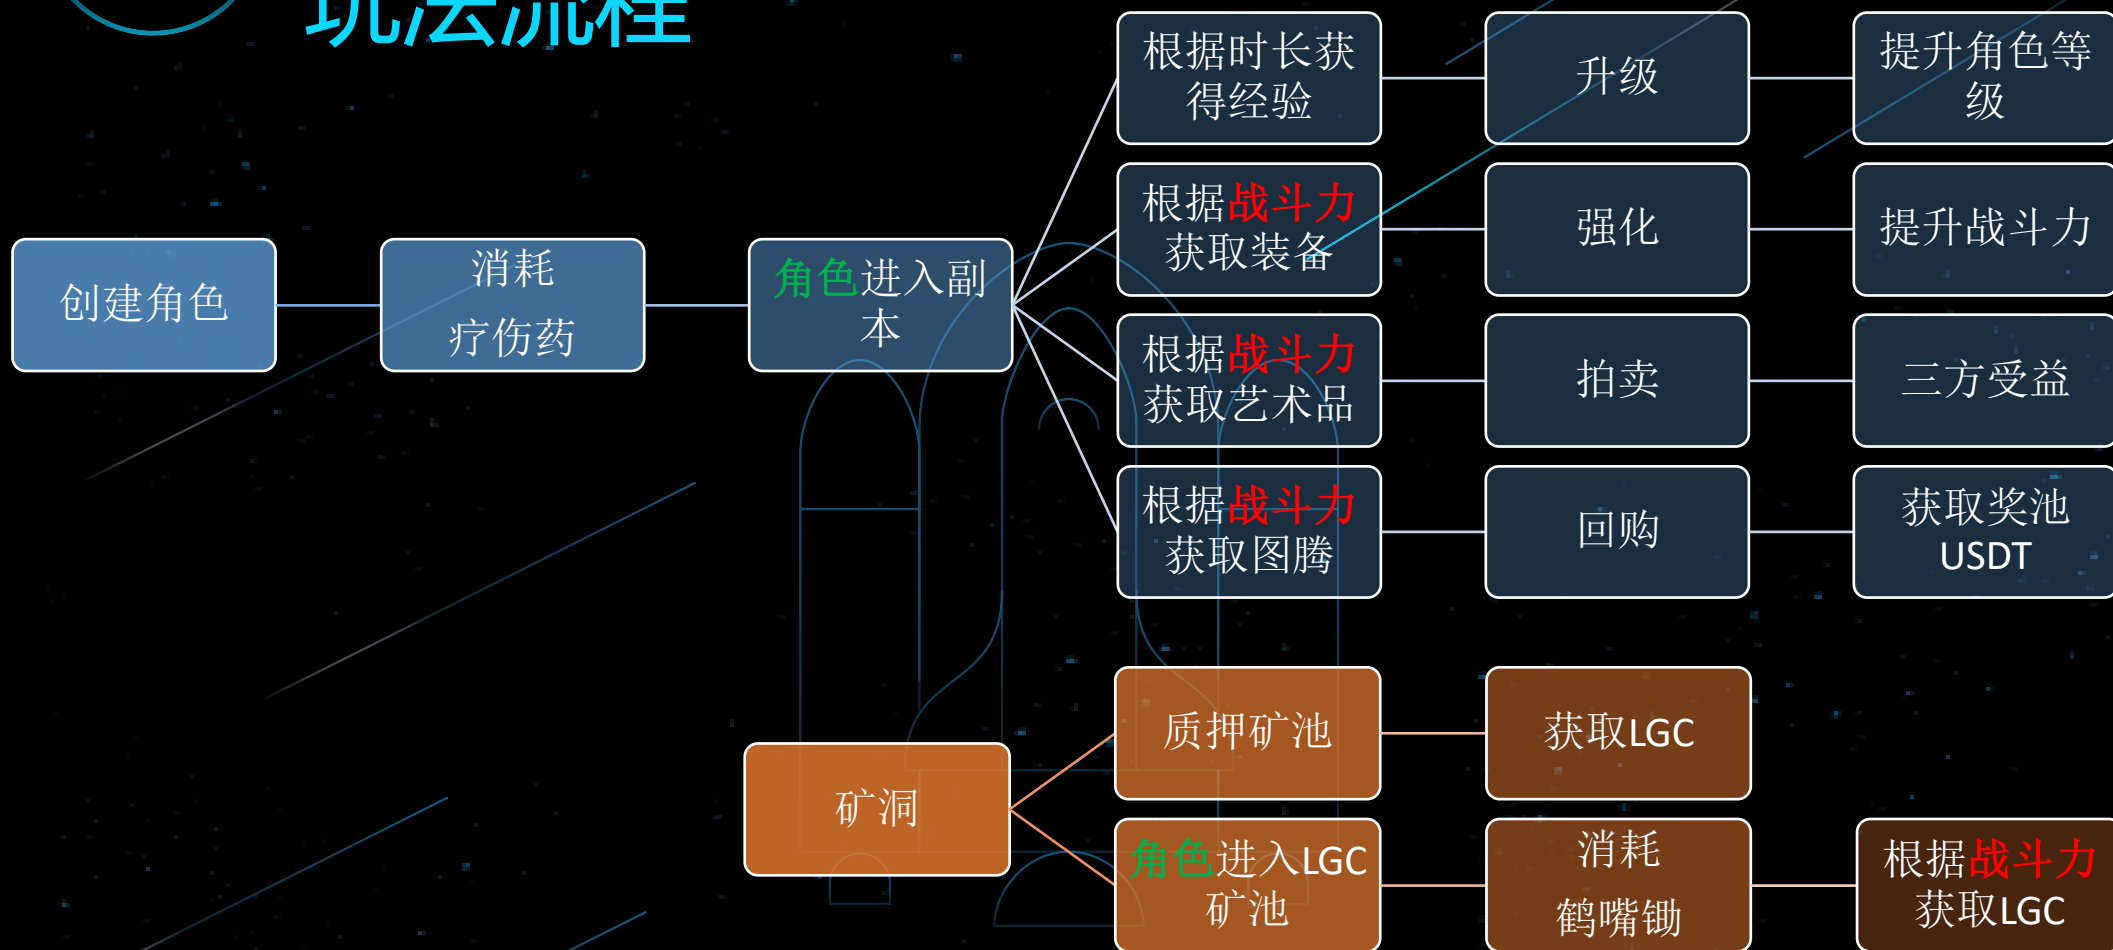 玩法流程
根据时长获
得经验
升级
提升角色等
级
根据战斗力
获取装备
强化
提升战斗力
创建角色
消耗
疗伤药
角色进入副
本
根据战斗力
获取艺术品
拍卖
三方受益
根据战斗力
获取图腾
回购
获取奖池
USDT
矿洞
质押矿池
获取LGC
角色进入LGC
矿池
消耗
鹤嘴锄
根据战斗力
获取LGC